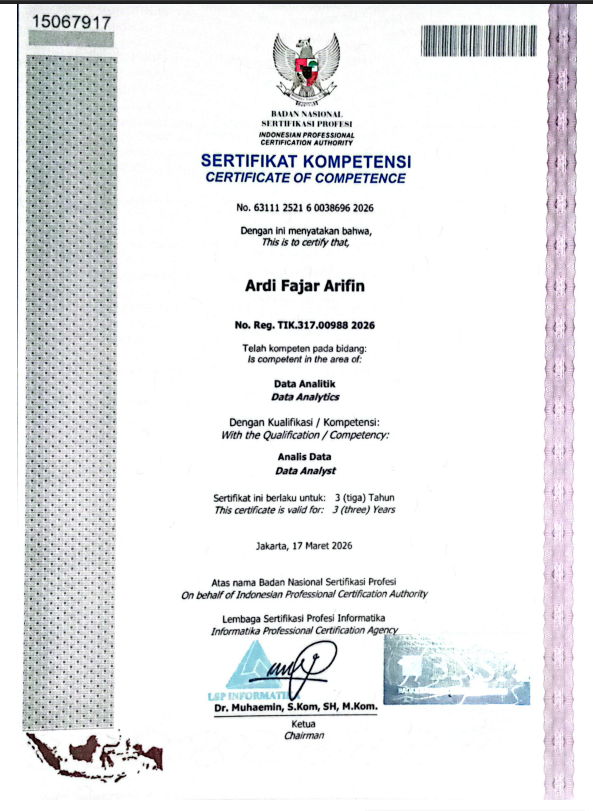 15067917
BADAN NASIONAL
SERTIFIKASI PROFESI
INDONESIAN PROFESSIONAL
CERTIFICATION AUTHORITY
SERTIFIKAT KOMPETENSI
CERTIFICATE OF COMPETENCE
No. 63111 2521 6 0038696 2026
Dengan ini menyatakan bahwa,
This is to certify that,
Ardi Fajar Arifin
No. Reg. TIK.317.00988 2026
Telah kompeten pada bidang:
Is competent in the area of:
Data Analitik
Data Analytics
Dengan Kualifikasi / Kompetensi:
With the Qualification / Competency:
Analis Data
Data Analyst
Sertifikat ini berlaku untuk: 3 (tiga) Tahun
This certificate is valid for: 3 (three) Years
Jakarta, 17 Maret 2026
Atas nama Badan Nasional Sertifikasi Profesi
On behalf of Indonesian Professional Certification Authority
Lembaga Sertifikasi Profesi Informatika
Informatika Professional Certification Agency
LSP INFORMATIKA
Dr. Muhaemin, S.Kom, SH, M.Kom.
Ketua
Chairman